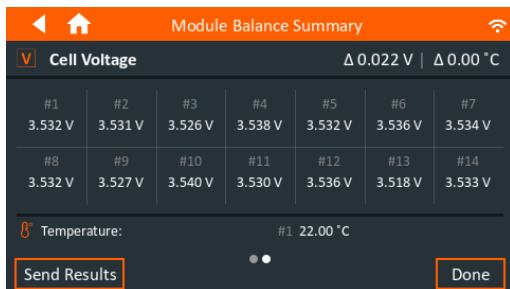 Module Balance Summary
V Cell Voltage Δ 0.022 V | Δ 0.00 °C
#1 #2 #3 #4 #5 #6 #7
3.532 V 3.531 V 3.526 V 3.538 V 3.532 V 3.536 V 3.534 V
#8 #9 #10 #11 #12 #13 #14
3.532 V 3.527 V 3.540 V 3.530 V 3.536 V 3.518 V 3.533 V
Temperature: #1 22.00 °C
Send Results Done